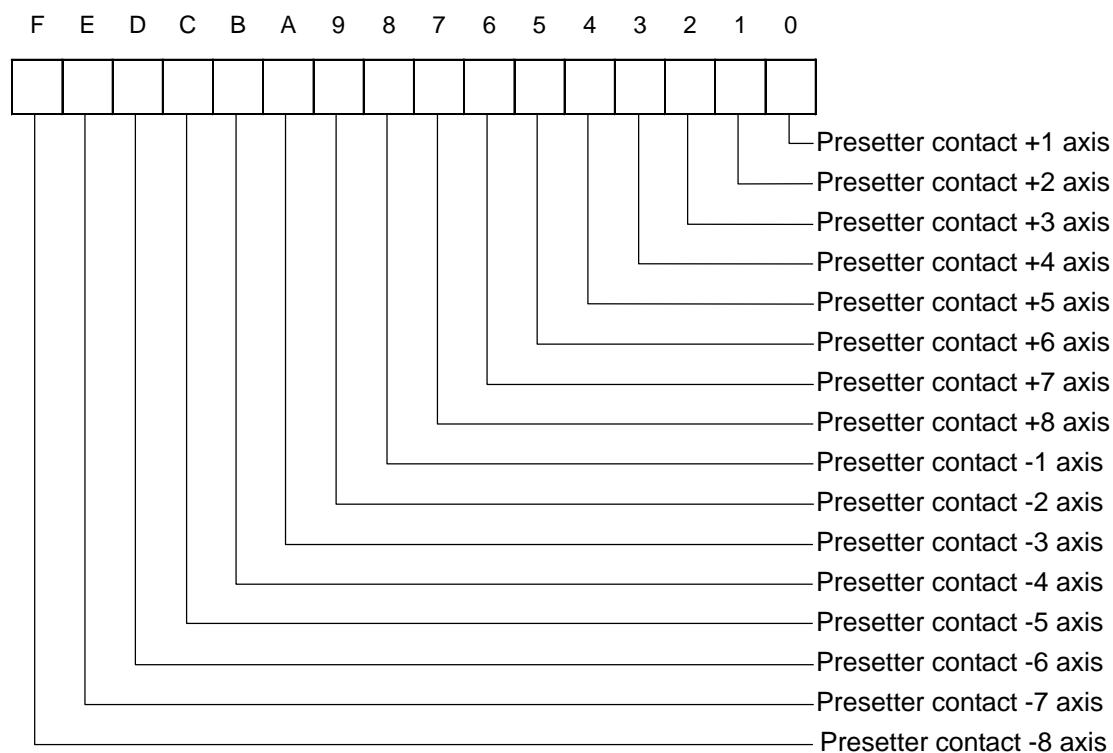 F E D C B A 9 8 7 6 5 4 3 2 1 0
Presetter contact +1 axis
Presetter contact +2 axis
Presetter contact +3 axis
Presetter contact +4 axis
Presetter contact +5 axis
Presetter contact +6 axis
Presetter contact +7 axis
Presetter contact +8 axis
Presetter contact -1 axis
Presetter contact -2 axis
Presetter contact -3 axis
Presetter contact -4 axis
Presetter contact -5 axis
Presetter contact -6 axis
Presetter contact -7 axis
Presetter contact -8 axis